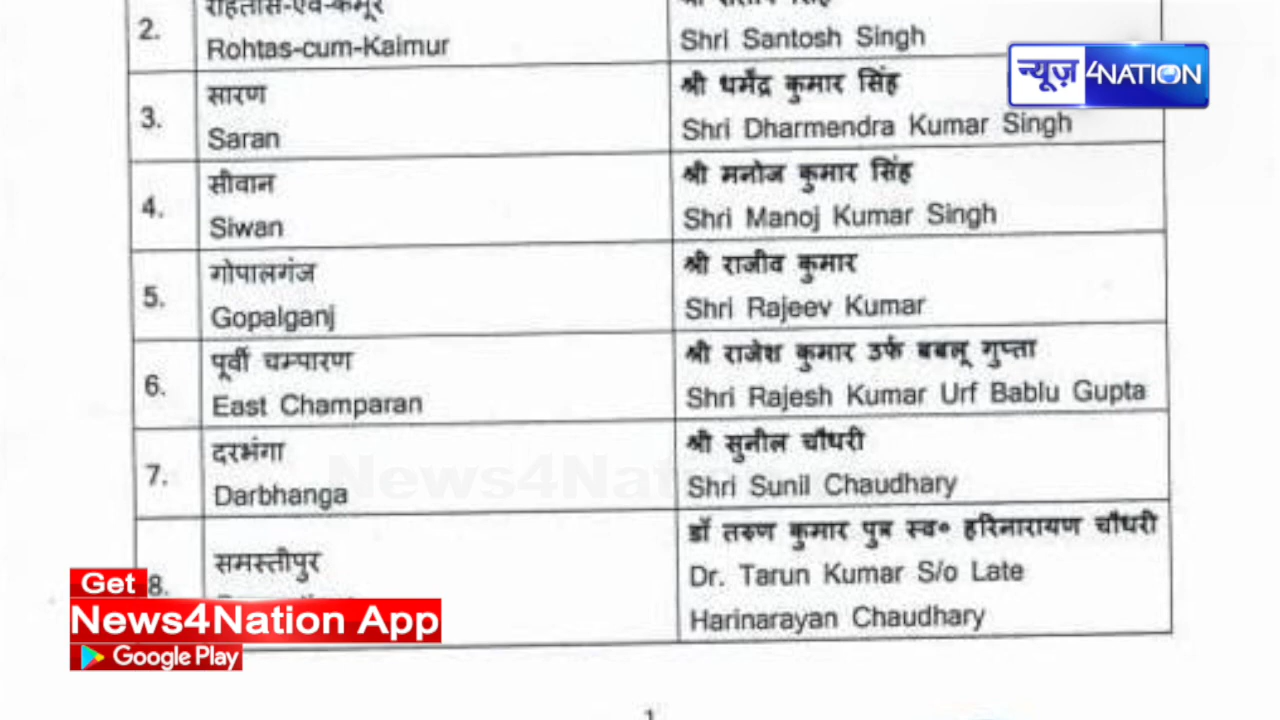 2.
रोहतास-एवं-कैमूर
Rohtas-cum-Kaimur
Shri Santosh Singh
न्यूज़ 4NATION
3.
सारण
Saran
श्री धर्मेंद्र कुमार सिंह
Shri Dharmendra Kumar Singh
4.
सीवान
Siwan
श्री मनोज कुमार सिंह
Shri Manoj Kumar Singh
5.
गोपालगंज
Gopalganj
श्री राजीव कुमार
Shri Rajeev Kumar
6.
पूर्वी चम्पारण
East Champaran
श्री राजेश कुमार उर्फ बबलू गुप्ता
Shri Rajesh Kumar Urf Bablu Gupta
7.
दरभंगा
Darbhanga
श्री सुनील चौधरी
Shri Sunil Chaudhary
News4Nation
8.
समस्तीपुर
डॉ तरुण कुमार पुत्र स्व० हरिनारायण चौधरी
Dr. Tarun Kumar S/o Late
Harinarayan Chaudhary
Get
News4Nation App
Google Play
1